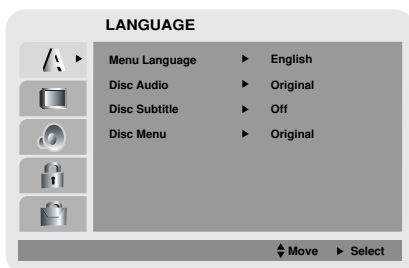 LANGUAGE
Menu Language ► English
Disc Audio ► Original
Disc Subtitle ► Off
Disc Menu ► Original
Move ► Select